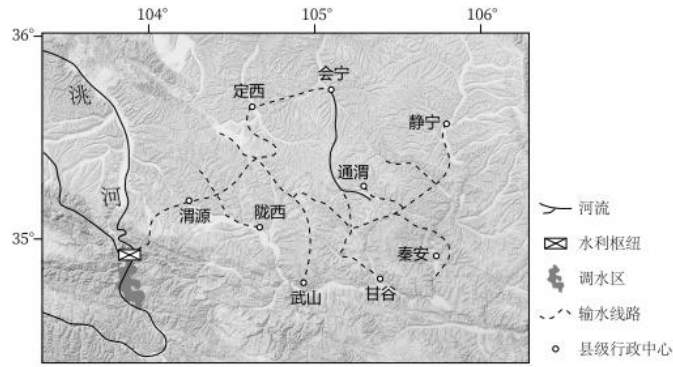 104° 105° 106°
36°
洮
会宁
定西
静宁
通渭
河
渭源
陇西
河流
35°
秦安
水利枢纽
武山
甘谷
调水区
输水线路
县级行政中心